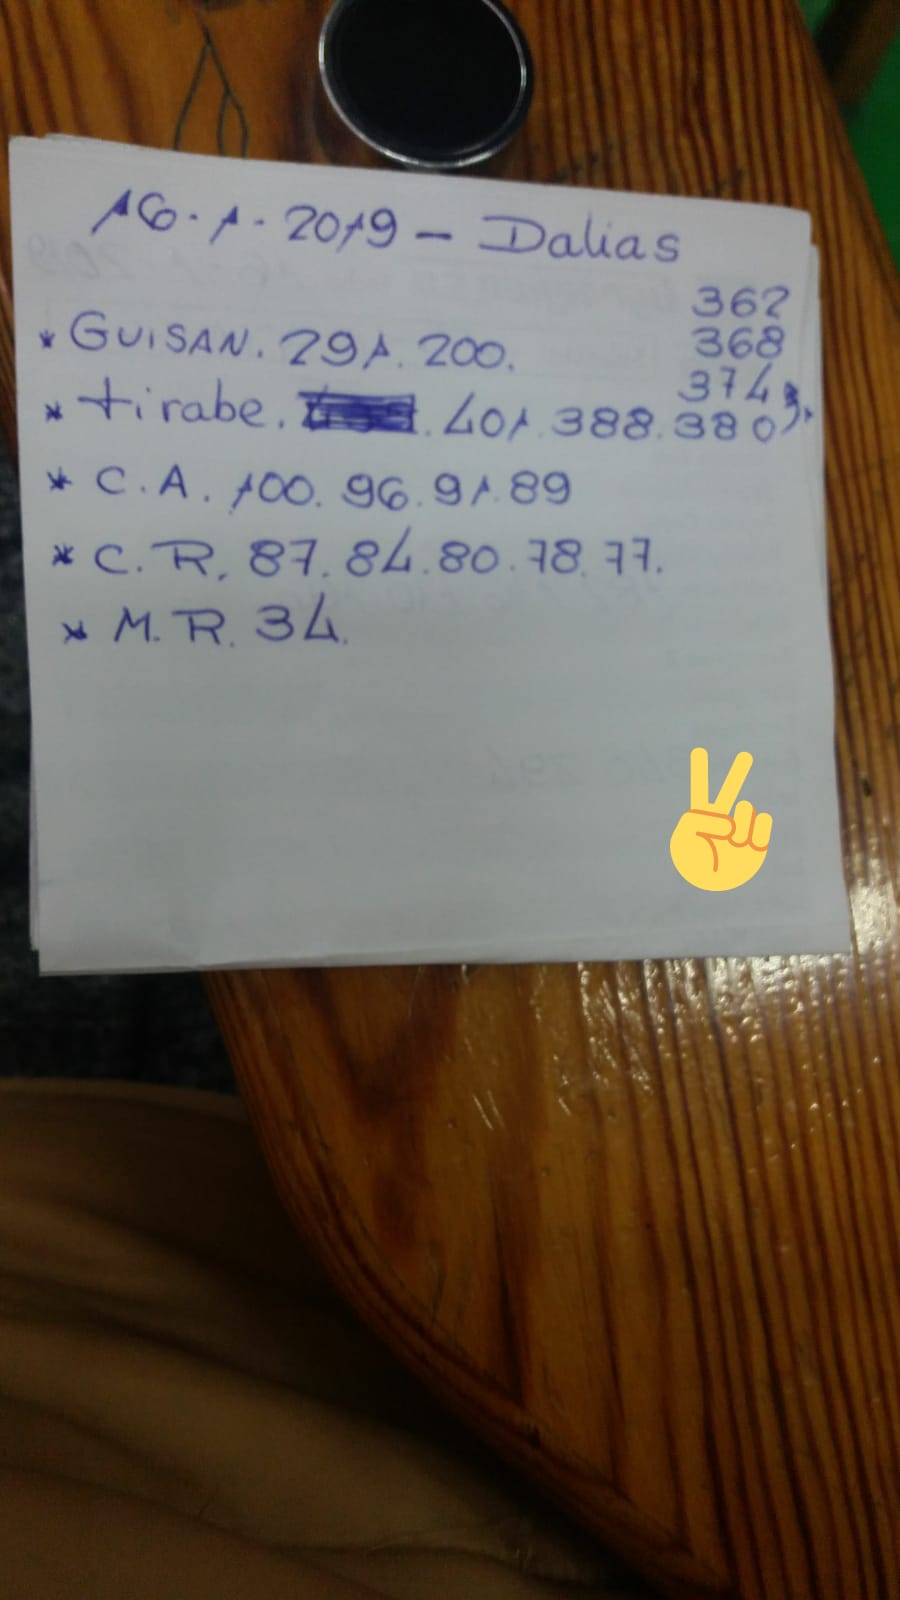 16.1.2019 - Dalias
* GUISAN. 291. 200.
362
368
374
* tirabe. 401. 388. 380
* C.A. 100. 96. 91. 89
* C.R. 87. 84. 80. 78. 77.
* M.R. 34.